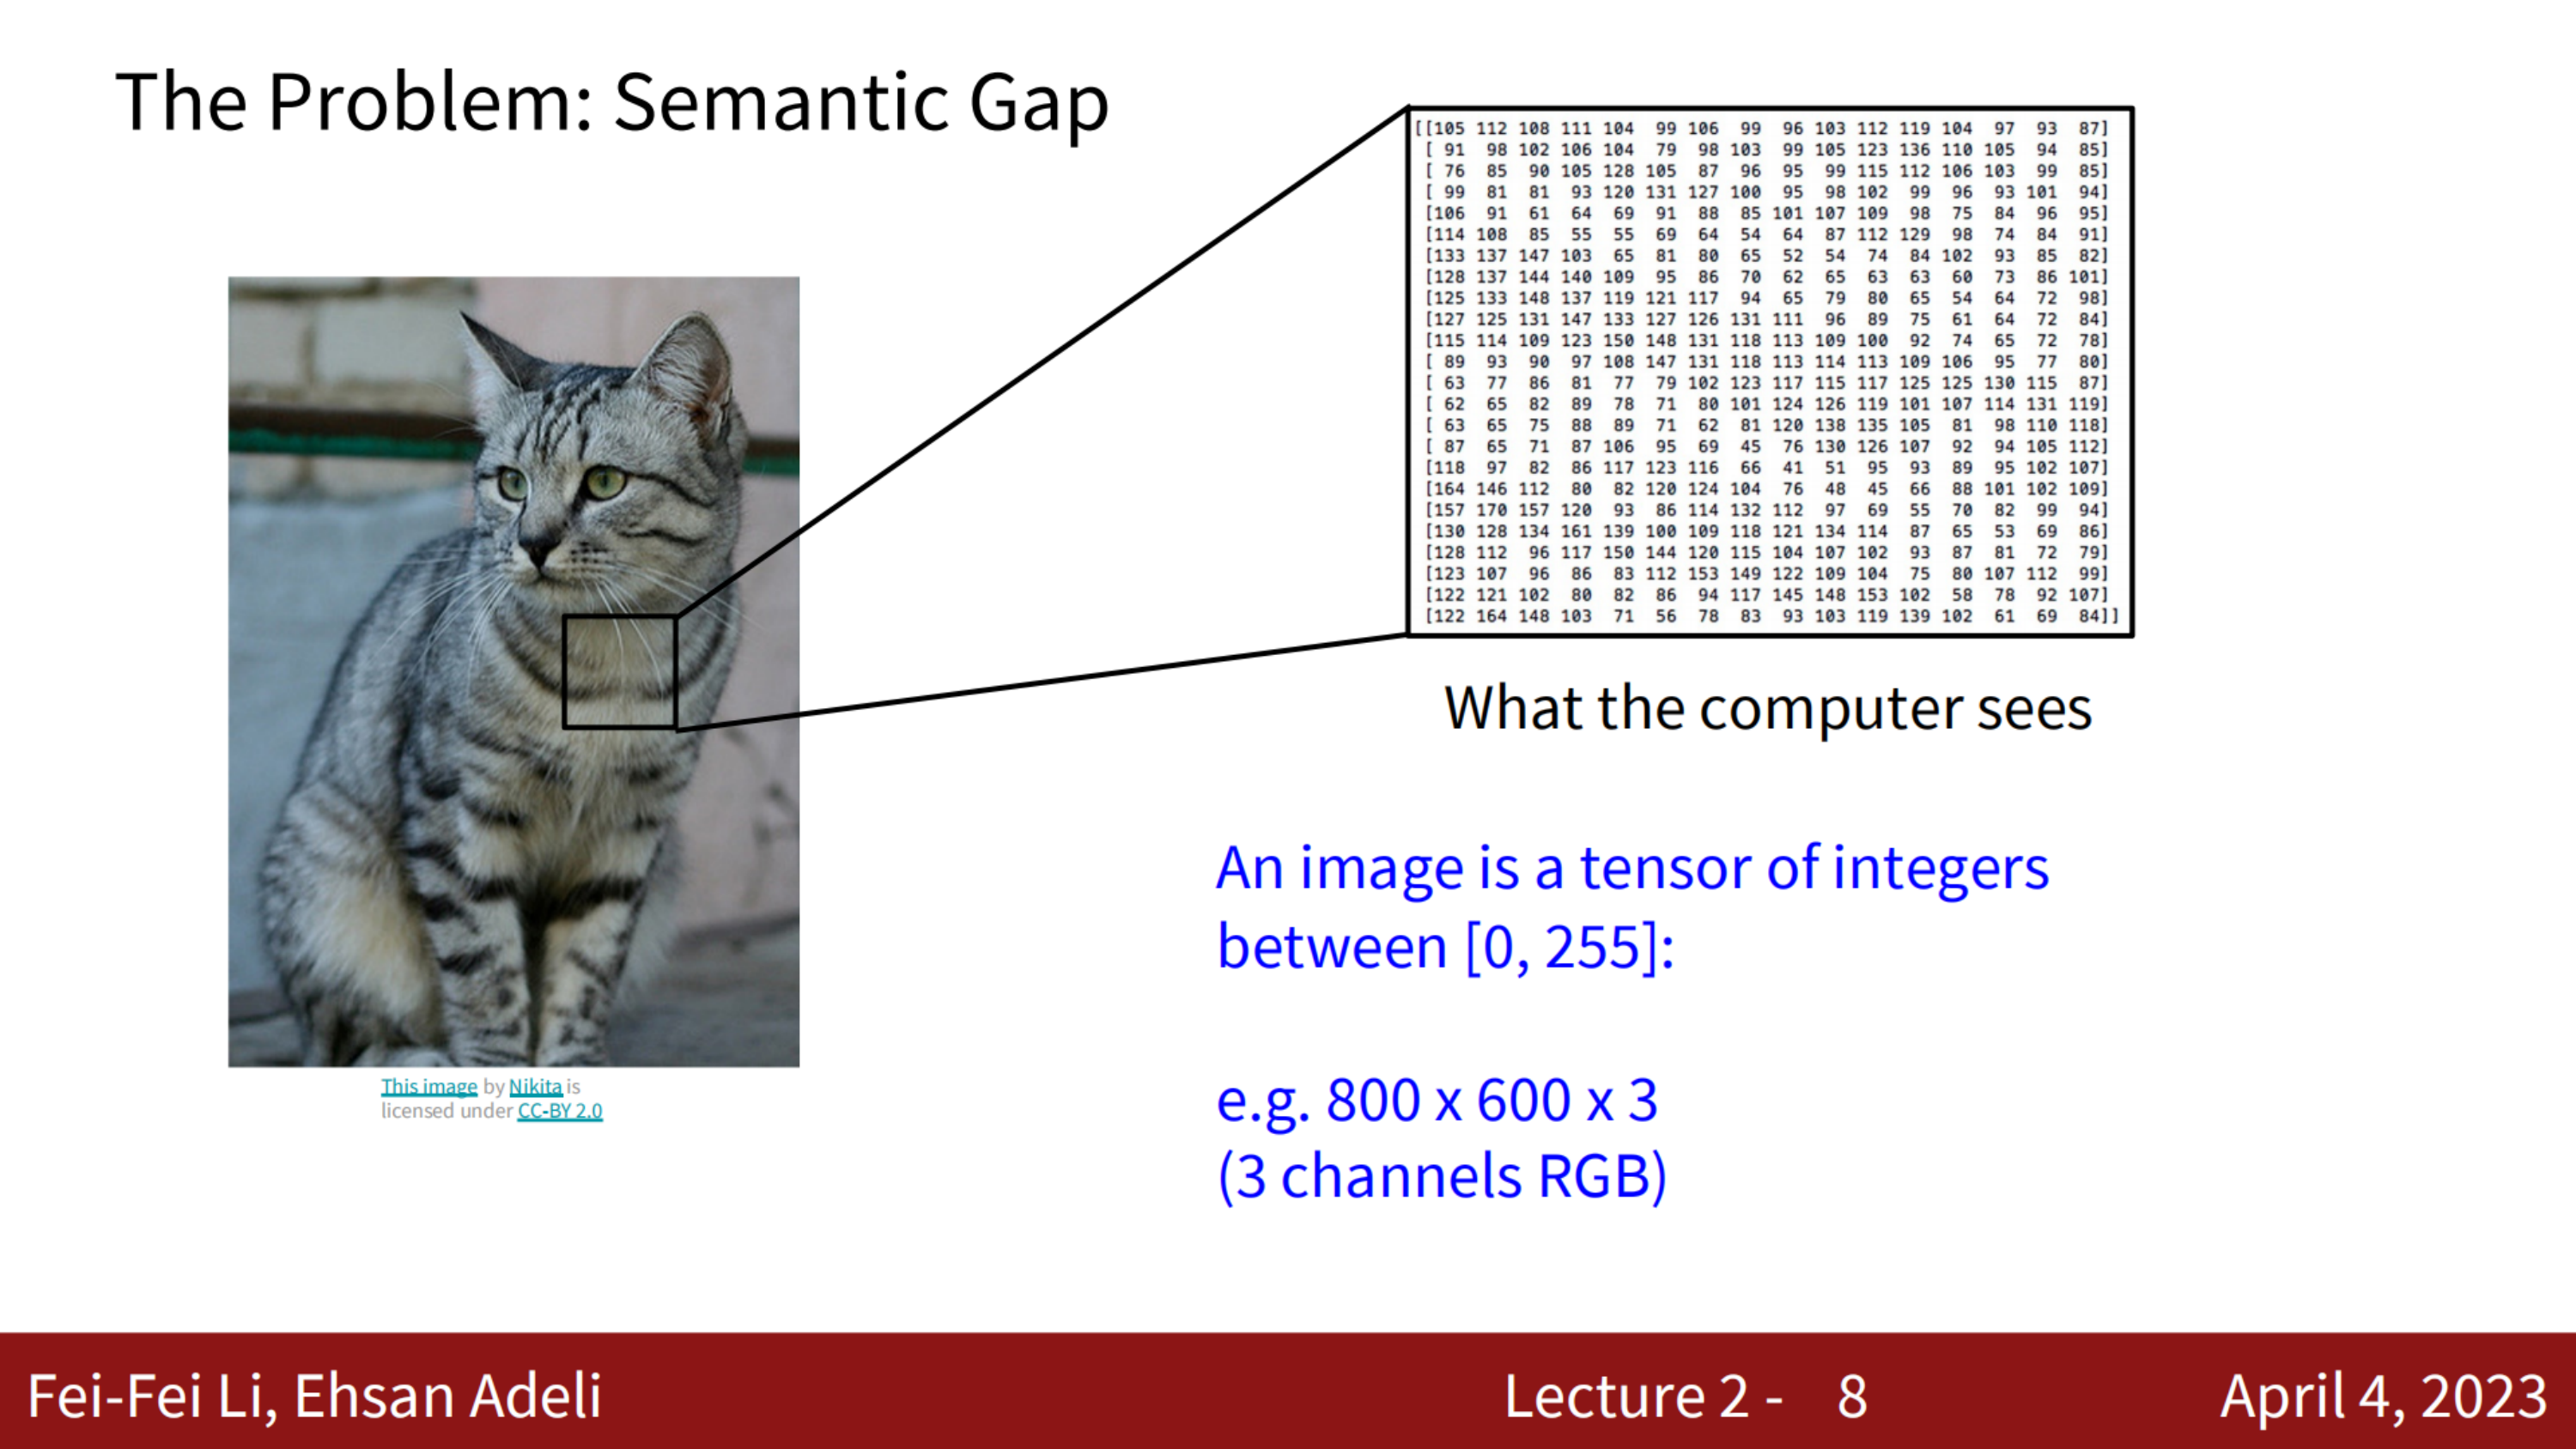 The Problem: Semantic Gap
[[105 112 108 111 104 99 106 99 96 103 112 119 104 97 93 87]
[ 91 98 102 106 104 79 98 103 99 105 123 136 110 105 94 85]
[ 76 85 90 105 128 105 87 96 95 99 115 112 106 103 99 85]
[ 99 81 81 93 120 131 127 100 95 98 102 99 96 93 101 94]
[106 91 61 64 69 91 88 85 101 107 109 98 75 84 96 95]
[114 108 85 55 55 69 64 54 64 87 112 129 98 74 84 91]
[133 137 147 103 65 81 80 65 52 54 74 84 102 93 85 82]
[128 137 144 140 109 95 86 70 62 65 63 63 60 73 86 101]
[125 133 148 137 119 121 117 94 65 79 80 65 54 64 72 98]
[127 125 131 147 133 127 126 131 111 96 89 75 61 64 72 84]
[115 114 109 123 150 148 131 118 113 109 100 92 74 65 72 78]
[ 89 93 90 97 108 147 131 118 113 114 113 109 106 95 77 80]
[ 63 77 86 81 77 79 102 123 117 115 117 125 125 130 115 87]
[ 62 65 82 89 78 71 80 101 124 126 119 101 107 114 131 119]
[ 63 65 75 88 89 71 62 81 120 138 135 105 81 98 110 118]
[ 87 65 71 87 106 95 69 45 76 130 126 107 92 94 105 112]
[118 97 82 86 117 123 116 66 41 51 95 93 89 95 102 107]
[164 146 112 80 82 120 124 104 76 48 45 66 88 101 102 109]
[157 170 157 120 93 86 114 132 112 97 69 55 70 82 99 94]
[130 128 134 161 139 100 109 118 121 134 114 87 65 53 69 86]
[128 112 96 117 150 144 120 115 104 107 102 93 87 81 72 79]
[123 107 96 86 83 112 153 149 122 109 104 75 80 107 112 99]
[122 121 102 80 82 86 94 117 145 148 153 102 58 78 92 107]
[122 164 148 103 71 56 78 83 93 103 119 139 102 61 69 84]]
What the computer sees
An image is a tensor of integers
between [0, 255]:
e.g. 800 x 600 x 3
(3 channels RGB)
This image by Nikita is
licensed under CC-BY 2.0
Fei-Fei Li, Ehsan Adeli
Lecture 2 - 8
April 4, 2023